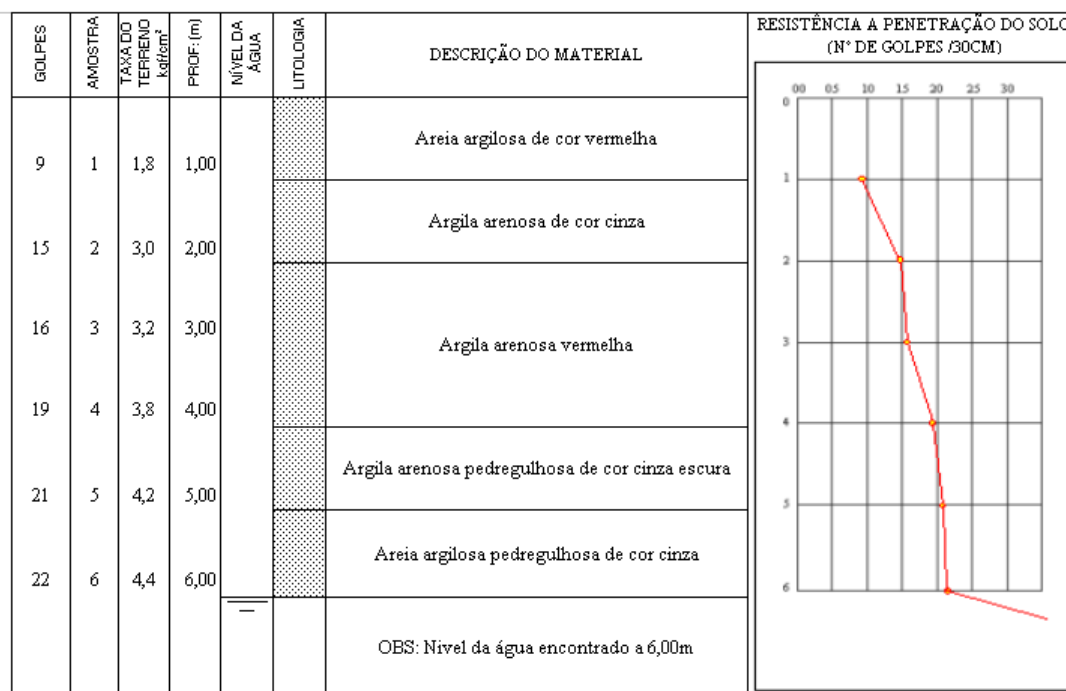 GOLPES
AMOSTRA
TAXA DO
TERRENO
kgf/cm²
PROF. (m)
NÍVEL DA
ÁGUA
LITOLOGIA
DESCRIÇÃO DO MATERIAL
RESISTÊNCIA A PENETRAÇÃO DO SOLO
(N° DE GOLPES /30CM)
00 05 10 15 20 25 30
0
1
2
3
4
5
6
Areia argilosa de cor vermelha
9 1 1,8 1,00
Argila arenosa de cor cinza
15 2 3,0 2,00
16 3 3,2 3,00
Argila arenosa vermelha
19 4 3,8 4,00
Argila arenosa pedregulhosa de cor cinza escura
21 5 4,2 5,00
Areia argilosa pedregulhosa de cor cinza
22 6 4,4 6,00
OBS: Nivel da água encontrado a 6,00m